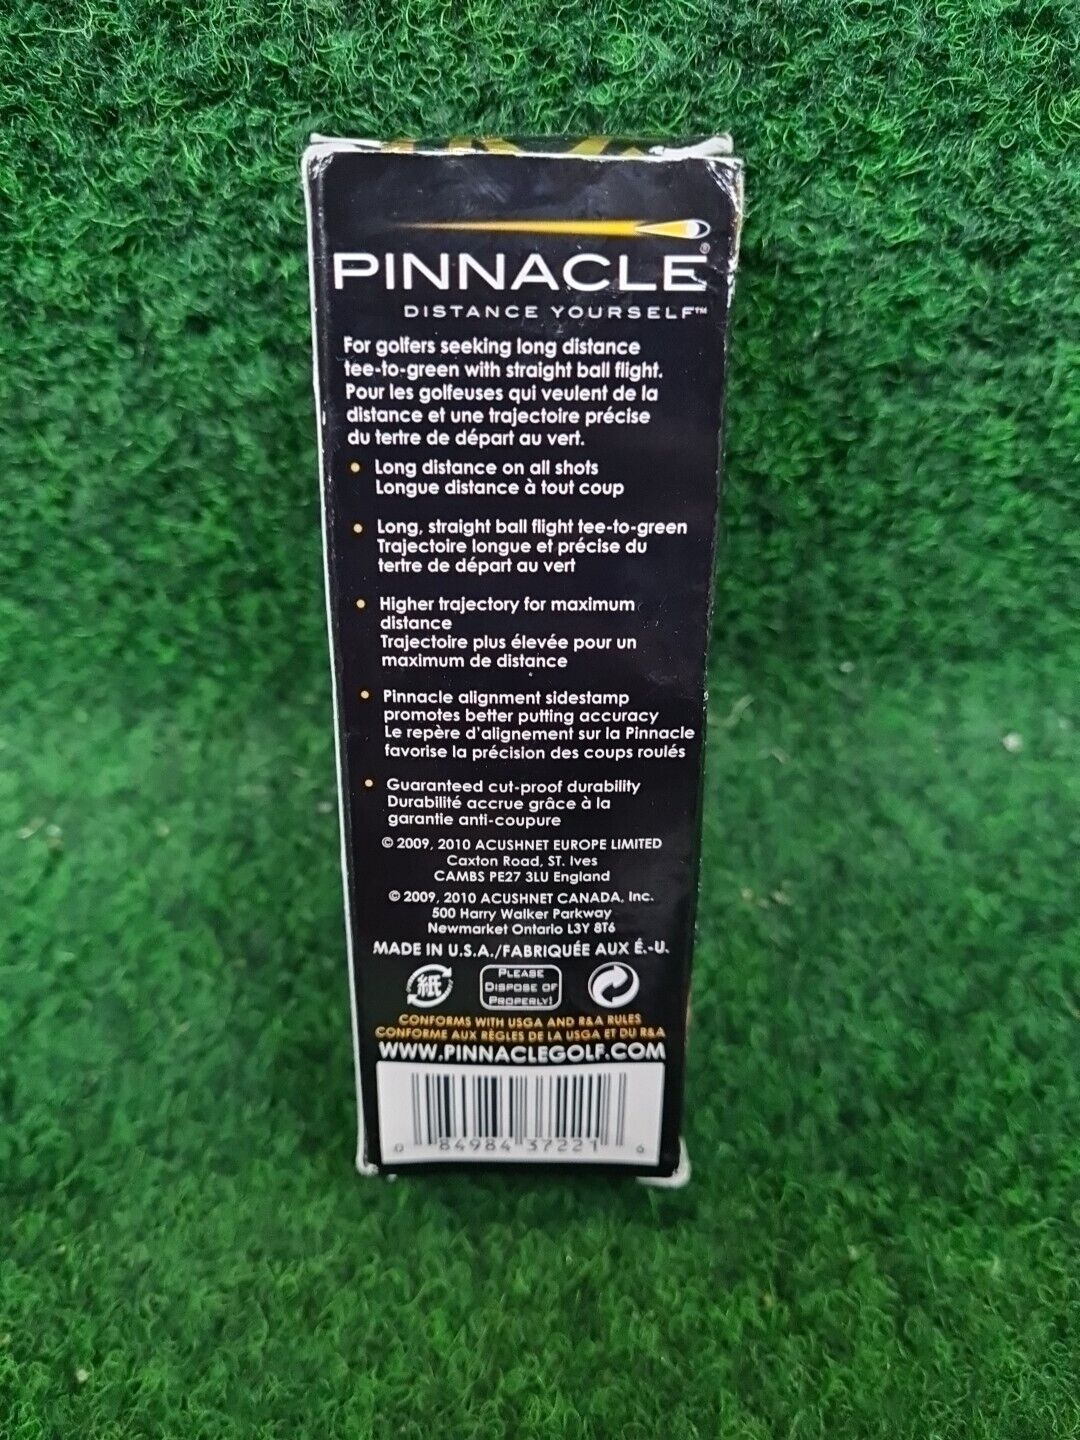 PINNACLE®
DISTANCE YOURSELF™
For golfers seeking long distance
tee-to-green with straight ball flight.
Pour les golfeuses qui veulent de la
distance et une trajectoire précise
du tertre de départ au vert.
• Long distance on all shots
Longue distance à tout coup
• Long, straight ball flight tee-to-green
Trajectoire longue et précise du
tertre de départ au vert
• Higher trajectory for maximum
distance
Trajectoire plus élevée pour un
maximum de distance
• Pinnacle alignment sidestamp
promotes better putting accuracy
Le repère d'alignement sur la Pinnacle
favorise la précision des coups roulés
• Guaranteed cut-proof durability
Durabilité accrue grâce à la
garantie anti-coupure
© 2009, 2010 ACUSHNET EUROPE LIMITED
Caxton Road, ST. Ives
CAMBS PE27 3LU England
© 2009, 2010 ACUSHNET CANADA, Inc.
500 Harry Walker Parkway
Newmarket Ontario L3Y 8T6
MADE IN U.S.A./FABRIQUÉE AUX É.-U.
紙
PLEASE
DISPOSE OF
PROPERLY!
CONFORMS WITH USGA AND R&A RULES
CONFORME AUX RÈGLES DE LA USGA ET DU R&A
WWW.PINNACLEGOLF.COM
0 84984 37221 6